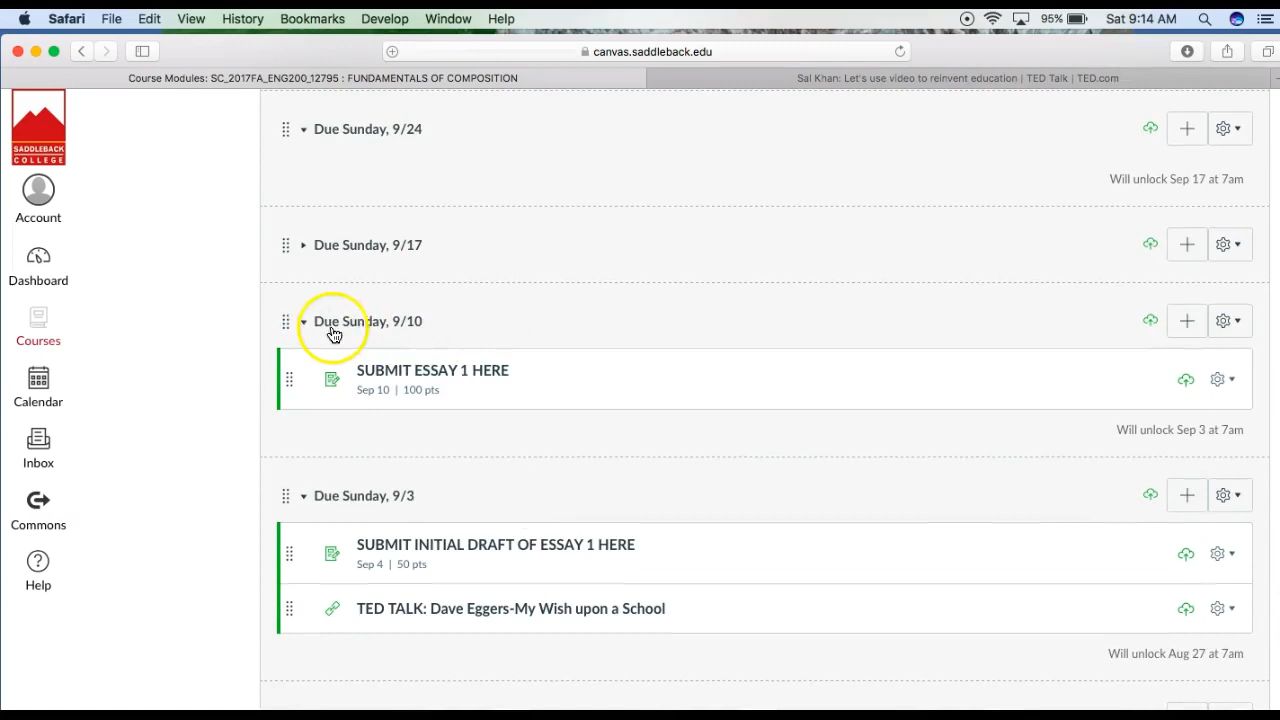 Safari File Edit View History Bookmarks Develop Window Help 95% Sat 9:14 AM
canvas.saddleback.edu
Course Modules: SC_2017FA_ENG200_12795 : FUNDAMENTALS OF COMPOSITION
Sal Khan: Let's use video to reinvent education | TED Talk | TED.com
SADDLEBACK
COLLEGE
Account
Dashboard
Courses
Calendar
Inbox
Commons
Help
Due Sunday, 9/24
Will unlock Sep 17 at 7am
Due Sunday, 9/17
Due Sunday, 9/10
SUBMIT ESSAY 1 HERE
Sep 10 | 100 pts
Will unlock Sep 3 at 7am
Due Sunday, 9/3
SUBMIT INITIAL DRAFT OF ESSAY 1 HERE
Sep 4 | 50 pts
TED TALK: Dave Eggers-My Wish upon a School
Will unlock Aug 27 at 7am